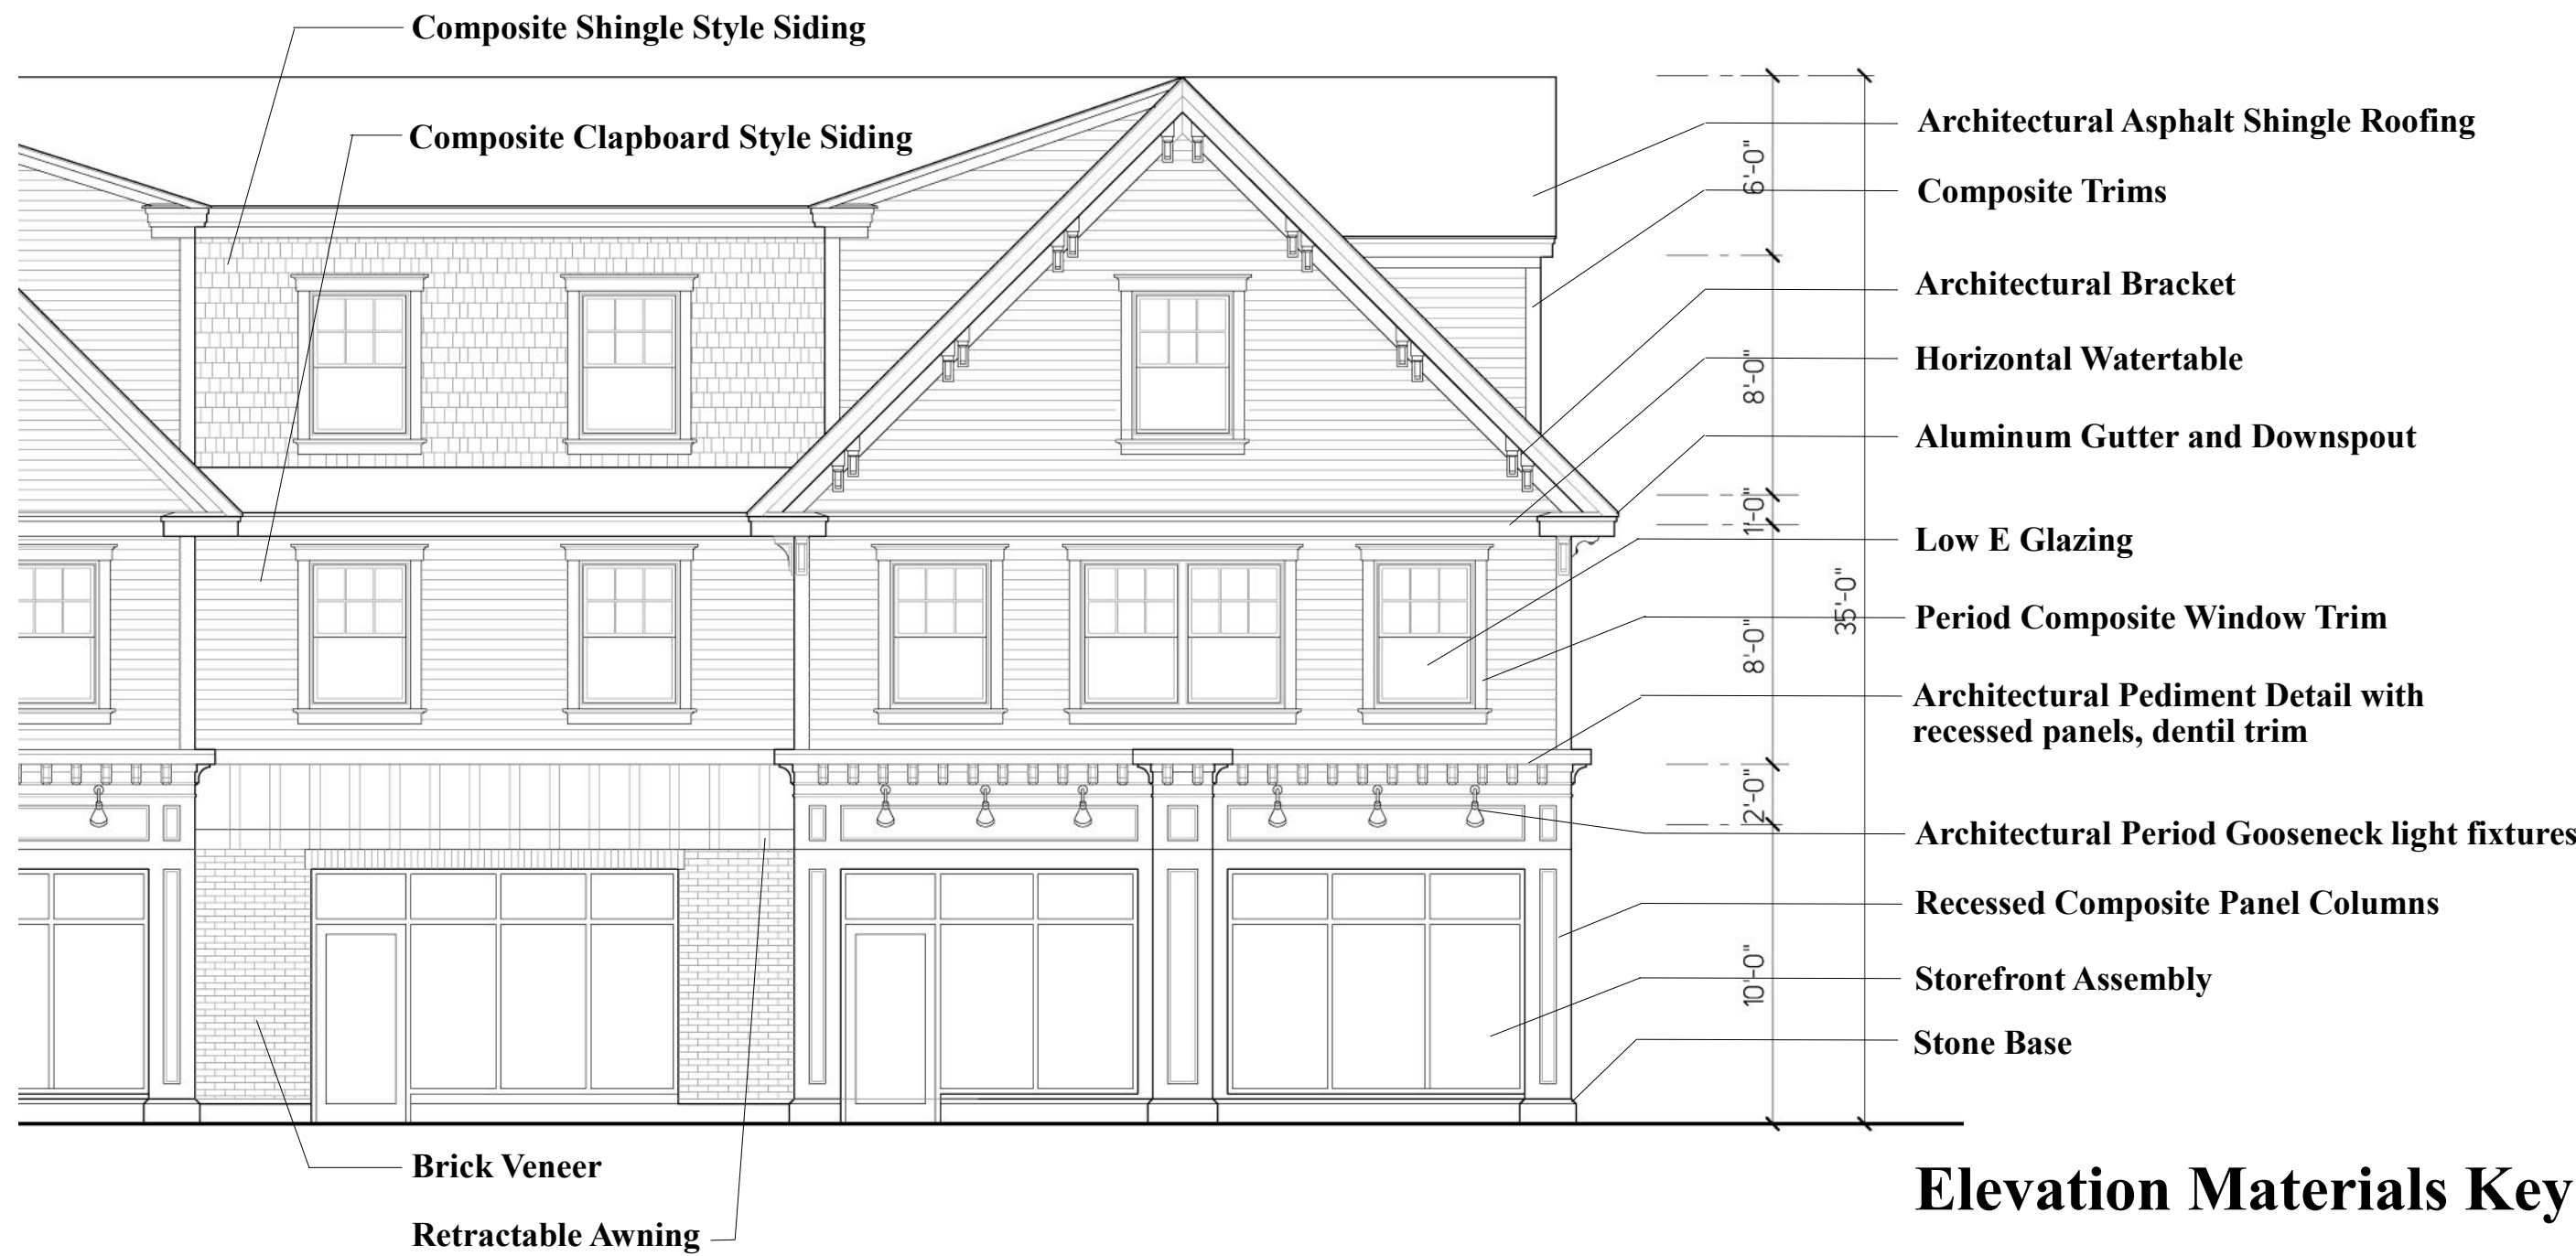 Composite Shingle Style Siding
Composite Clapboard Style Siding
Architectural Asphalt Shingle Roofing
6'-0"
Composite Trims
Architectural Bracket
Horizontal Watertable
8'-0"
Aluminum Gutter and Downspout
1'-0"
Low E Glazing
35'-0"
Period Composite Window Trim
8'-0"
Architectural Pediment Detail with
recessed panels, dentil trim
2'-0"
Architectural Period Gooseneck light fixtures
Recessed Composite Panel Columns
10'-0"
Storefront Assembly
Stone Base
Brick Veneer
Retractable Awning
Elevation Materials Key